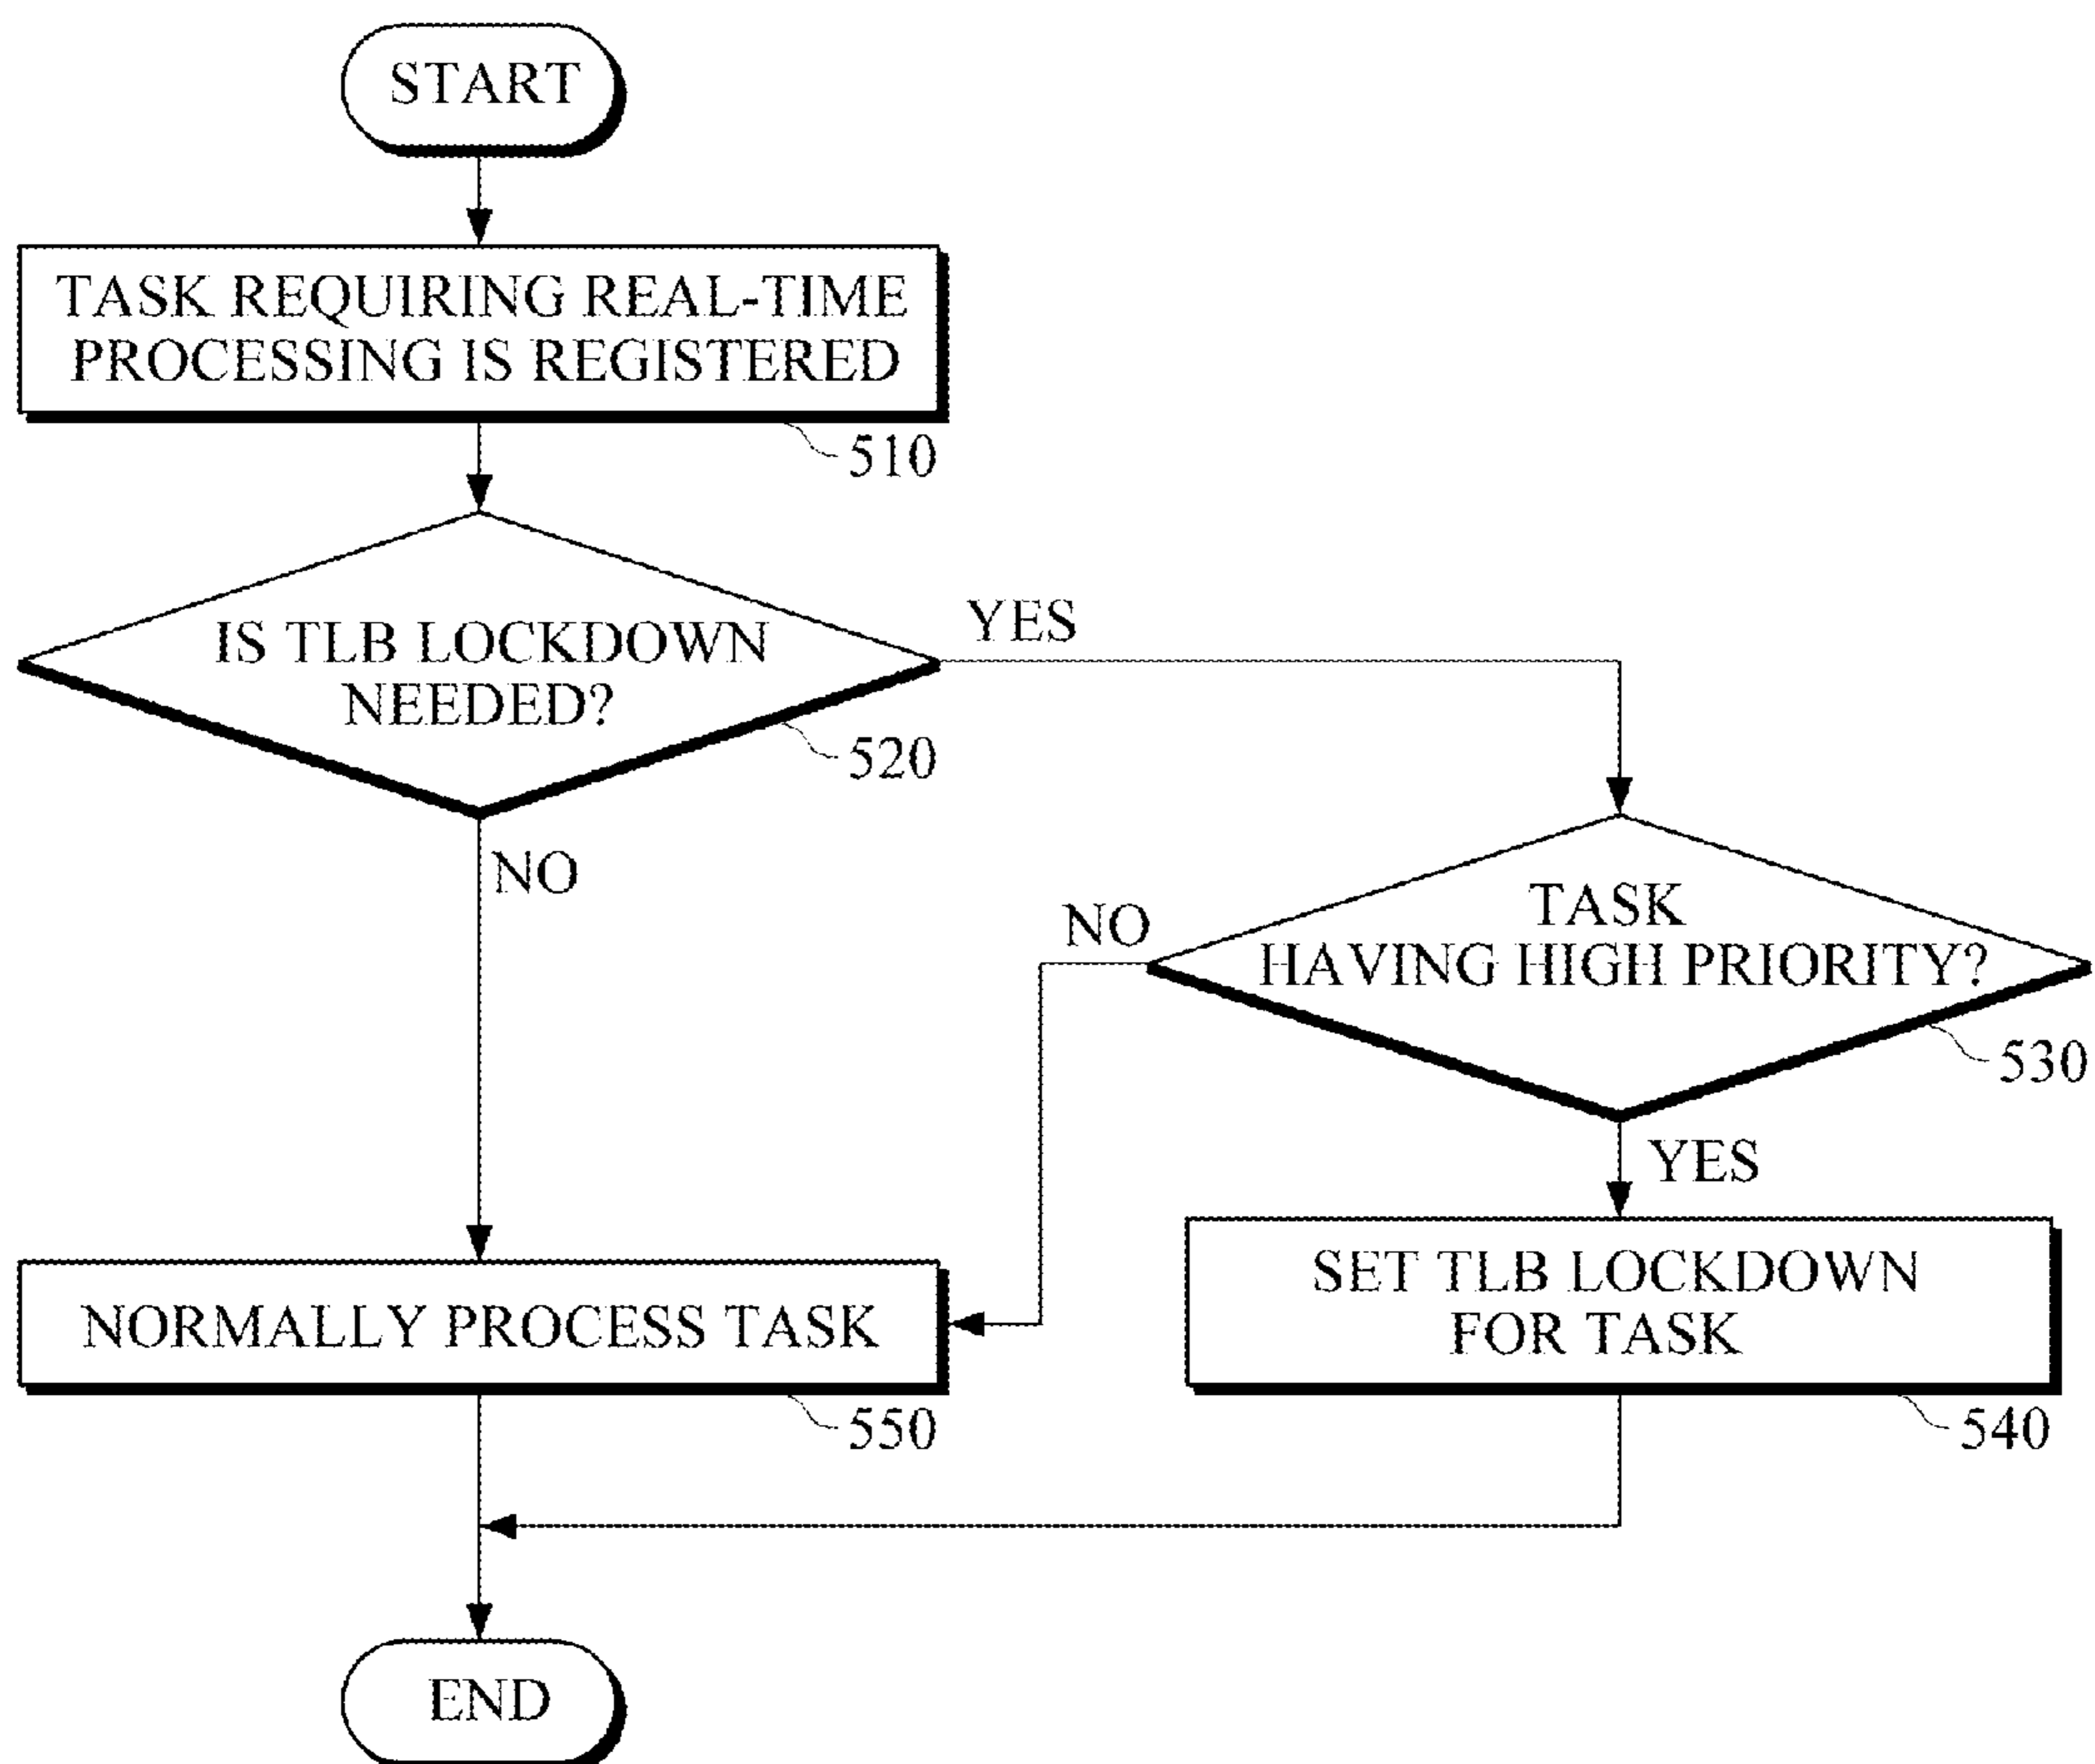 START
TASK REQUIRING REAL-TIME
PROCESSING IS REGISTERED
510
IS TLB LOCKDOWN
NEEDED?
520
YES
NO
TASK
HAVING HIGH PRIORITY?
530
NO
YES
SET TLB LOCKDOWN
FOR TASK
540
NORMALLY PROCESS TASK
550
END